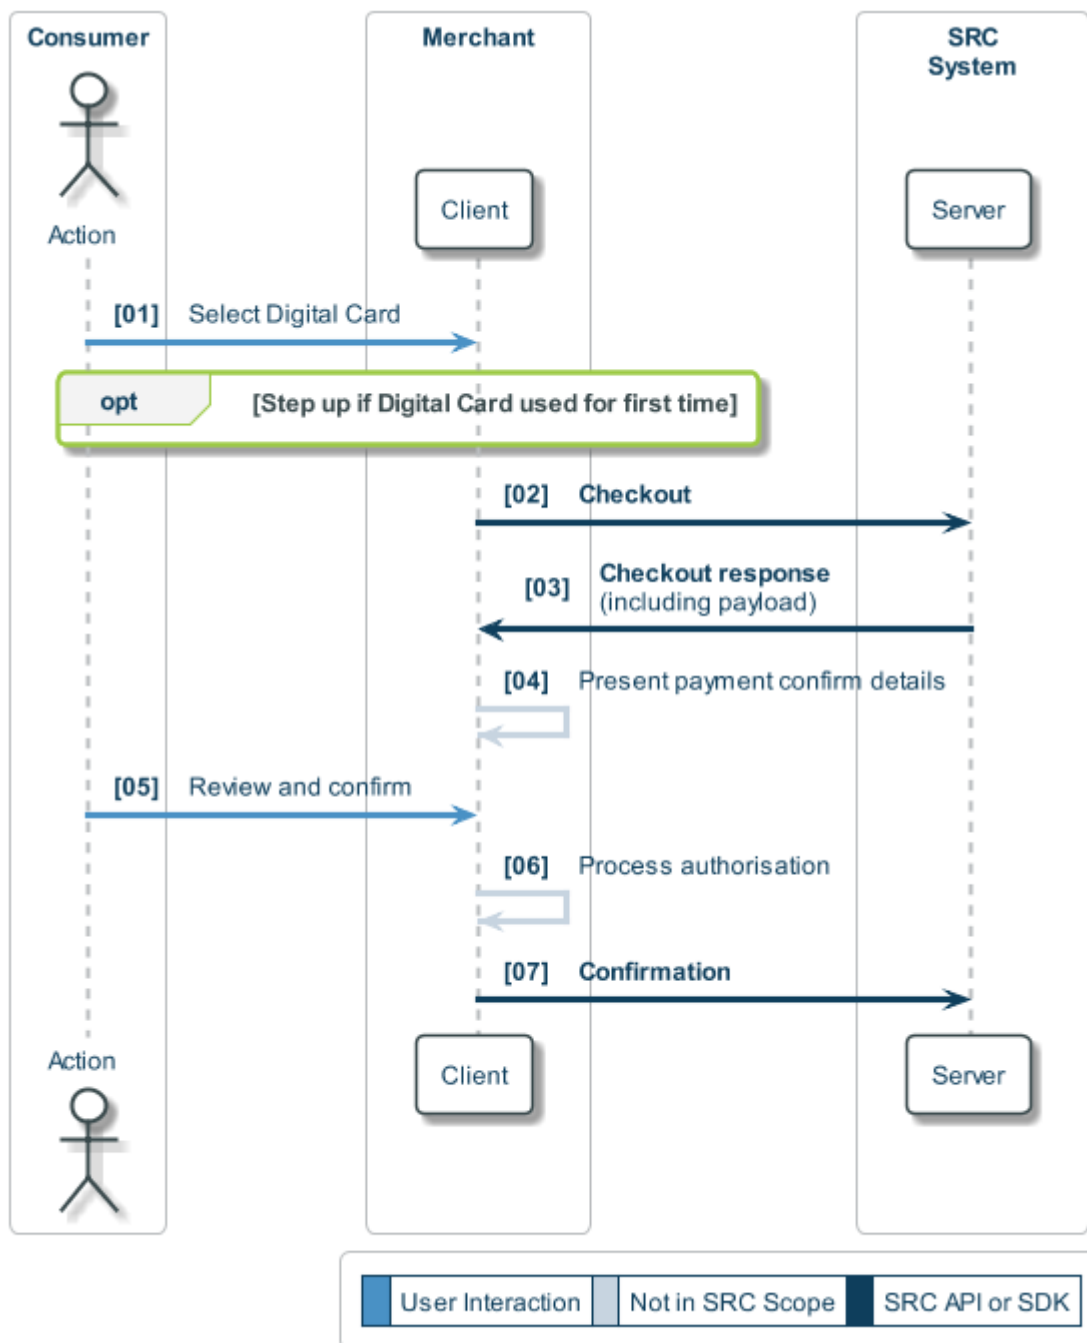 Consumer
Merchant
SRC
System
Action
Client
Server
[01] Select Digital Card
opt [Step up if Digital Card used for first time]
[02] Checkout
[03] Checkout response
(including payload)
[04] Present payment confirm details
[05] Review and confirm
[06] Process authorisation
[07] Confirmation
Action
Client
Server
User Interaction
Not in SRC Scope
SRC API or SDK